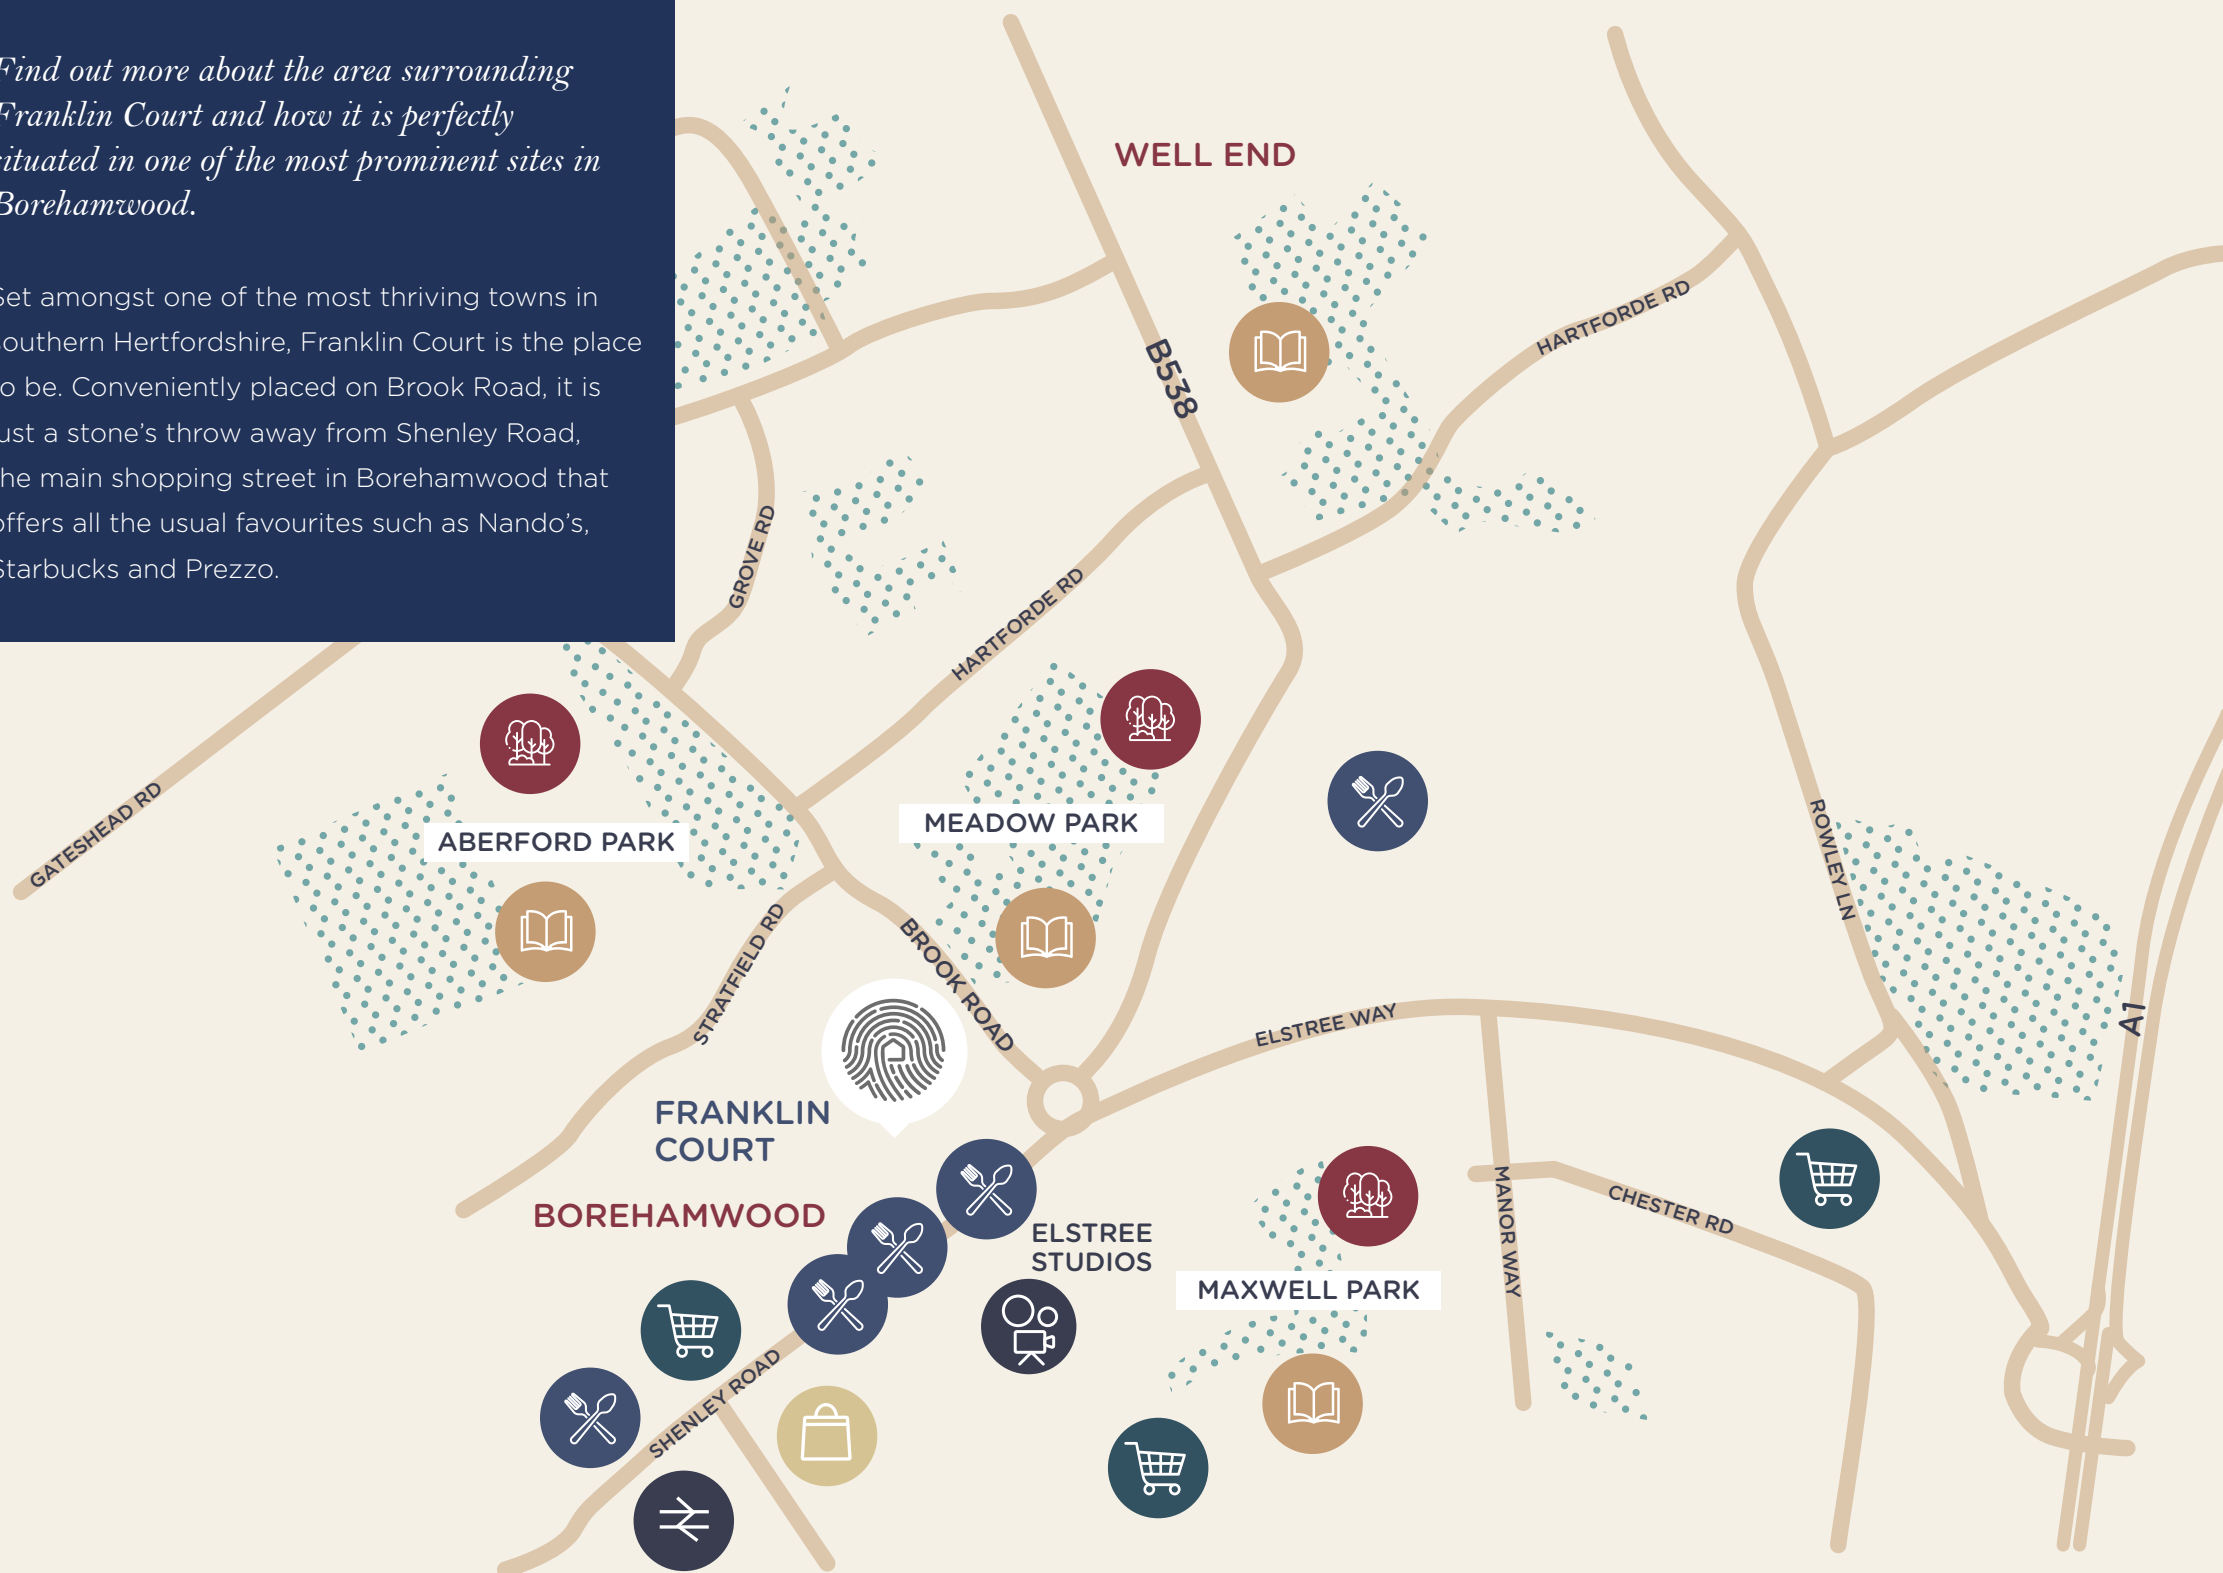 Find out more about the area surrounding
Franklin Court and how it is perfectly
situated in one of the most prominent sites in
Borehamwood.
Set amongst one of the most thriving towns in
southern Hertfordshire, Franklin Court is the place
to be. Conveniently placed on Brook Road, it is
just a stone’s throw away from Shenley Road,
the main shopping street in Borehamwood that
offers all the usual favourites such as Nando’s,
Starbucks and Prezzo.
WELL END
HARTFORDE RD
B538
GROVE RD
HARTFORDE RD
GATESHEAD RD
ABERFORD PARK
MEADOW PARK
ROWLEY LN
STRATFIELD RD
BROOK ROAD
ELSTREE WAY
A1
FRANKLIN
COURT
BOREHAMWOOD
ELSTREE
STUDIOS
MAXWELL PARK
MANOR WAY
CHESTER RD
SHENLEY ROAD